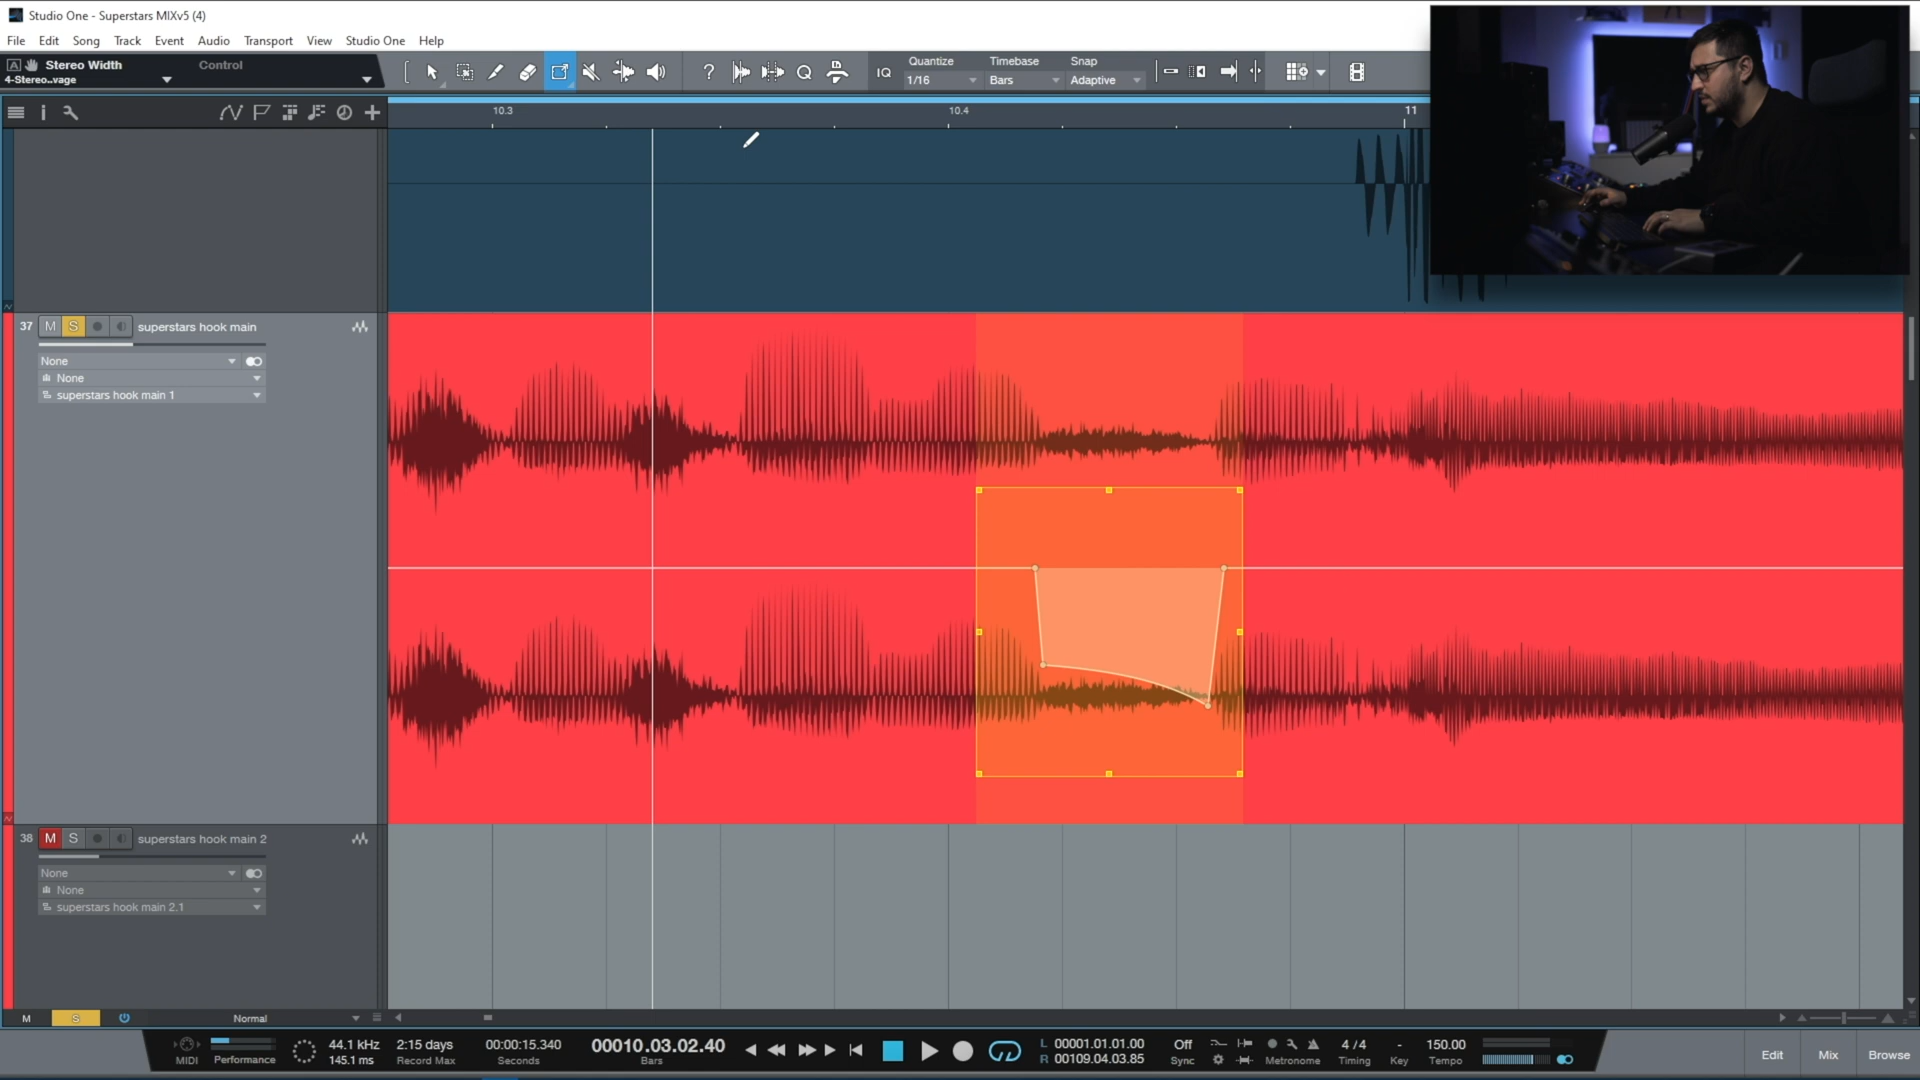 Studio One - Superstars MIXv5 (4)
File Edit Song Track Event Audio Transport View Studio One Help
A Stereo Width Control
4-Stereo..vage
? IQ Quantize 1/16 Timebase Bars Snap Adaptive
10.3 10.4 11
37 M S superstars hook main
None
None
superstars hook main 1
38 M S superstars hook main 2
None
None
superstars hook main 2.1
M S Normal
MIDI Performance
44.1 kHz
145.1 ms
2:15 days
Record Max
00:00:15.340
Seconds
00010.03.02.40
Bars
L 00001.01.01.00
R 00109.04.03.85
Off
Sync
Metronome
4 / 4
Timing
-
Key
150.00
Tempo
Edit Mix Browse